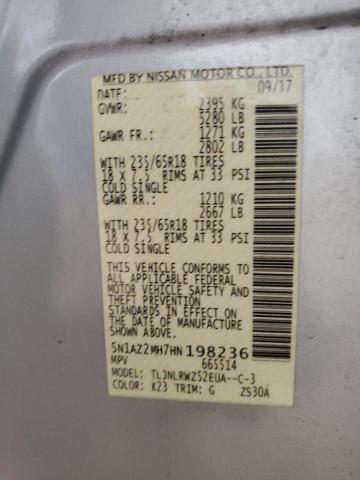 MFD BY NISSAN MOTOR CO., LTD.
DATE: 09/17
GVWR: 2395 KG
5280 LB
GAWR FR.: 1271 KG
2802 LB
WITH 235/65R18 TIRES
18 X 7.5 RIMS AT 33 PSI
COLD SINGLE
GAWR RR.: 1210 KG
2667 LB
WITH 235/65R18 TIRES
18 X 7.5 RIMS AT 33 PSI
COLD SINGLE
THIS VEHICLE CONFORMS TO
ALL APPLICABLE FEDERAL
MOTOR VEHICLE SAFETY AND
THEFT PREVENTION
STANDARDS IN EFFECT ON
THE DATE OF MANUFACTURE
SHOWN ABOVE.
5N1AZ2MH7HN198236
MPV 665514
MODEL: TLJNLRWZ52EUA--C-3
COLOR: K23 TRIM: G ZS30A